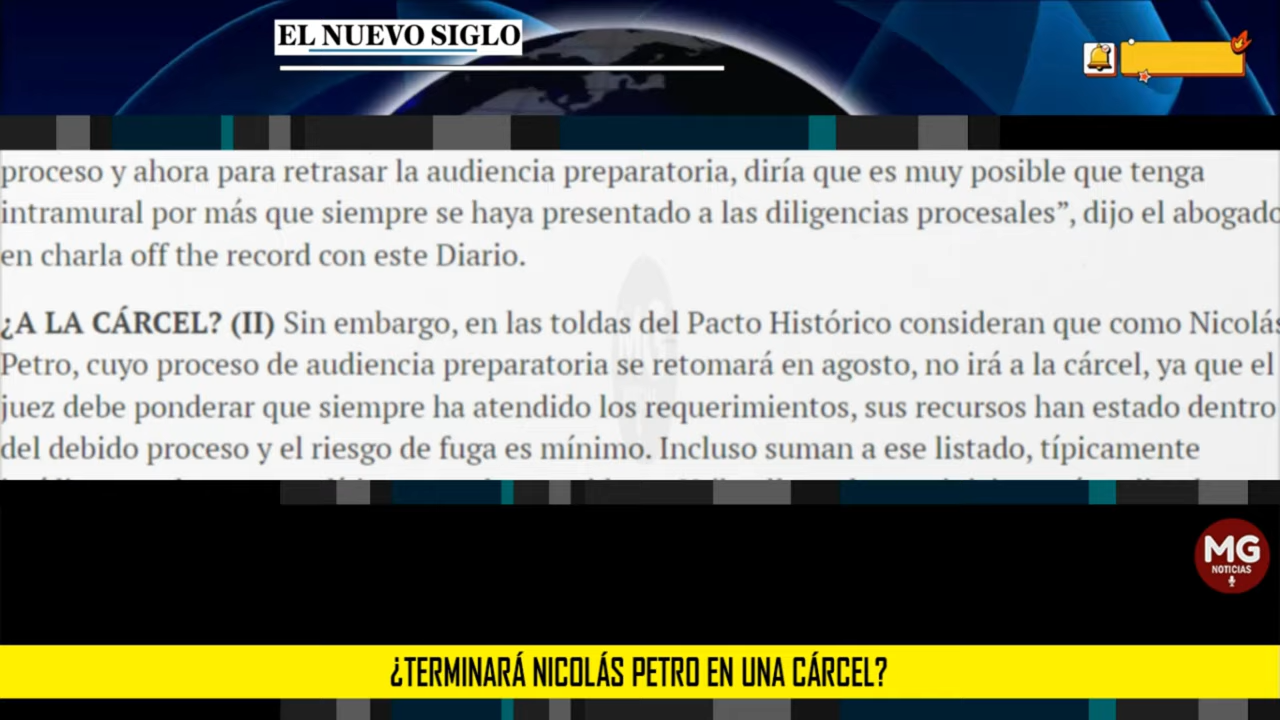 EL NUEVO SIGLO
proceso y ahora para retrasar la audiencia preparatoria, diría que es muy posible que tenga
intramural por más que siempre se haya presentado a las diligencias procesales”, dijo el abogado
en charla off the record con este Diario.
¿A LA CÁRCEL? (II) Sin embargo, en las toldas del Pacto Histórico consideran que como Nicolás
Petro, cuyo proceso de audiencia preparatoria se retomará en agosto, no irá a la cárcel, ya que el
juez debe ponderar que siempre ha atendido los requerimientos, sus recursos han estado dentro
del debido proceso y el riesgo de fuga es mínimo. Incluso suman a ese listado, típicamente
MG
NOTICIAS
¿TERMINARÁ NICOLÁS PETRO EN UNA CÁRCEL?